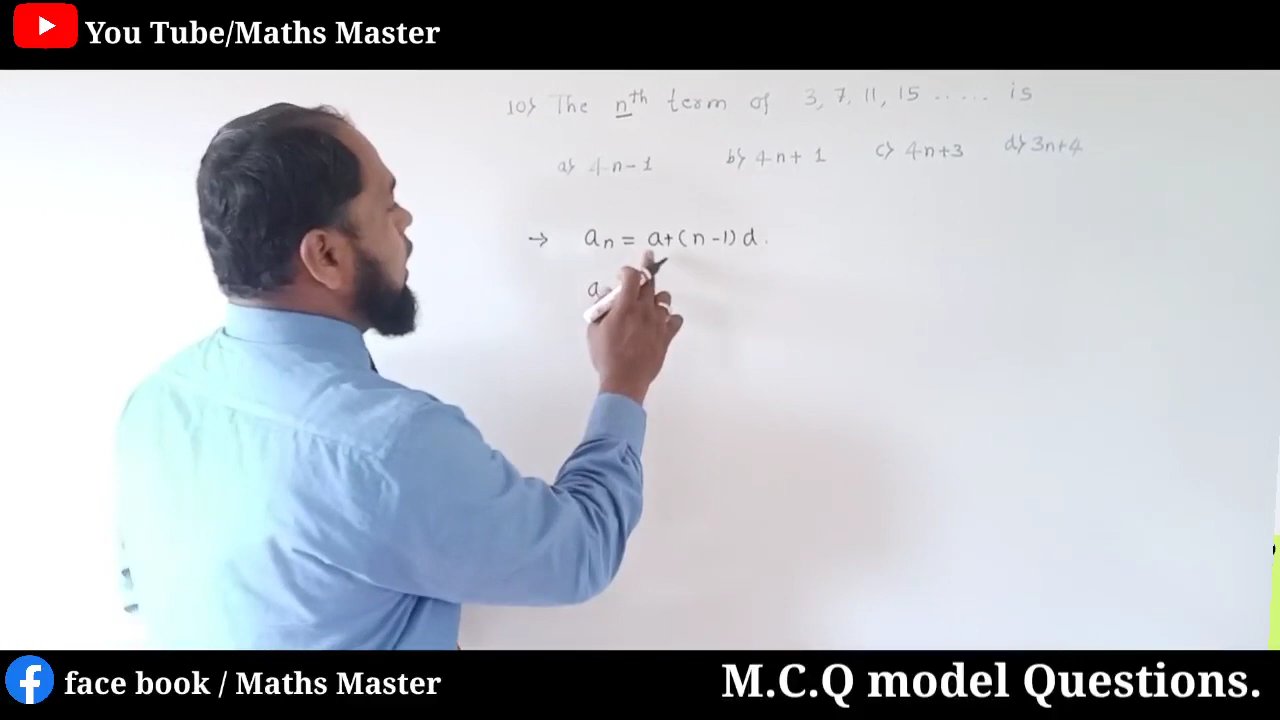 You Tube/Maths Master
10) The nth term of 3, 7, 11, 15 ..... is
a) 4n-1 b) 4n+1 c) 4n+3 d) 3n+4
→ an = a+(n-1)d.
a
face book / Maths Master
M.C.Q model Questions.